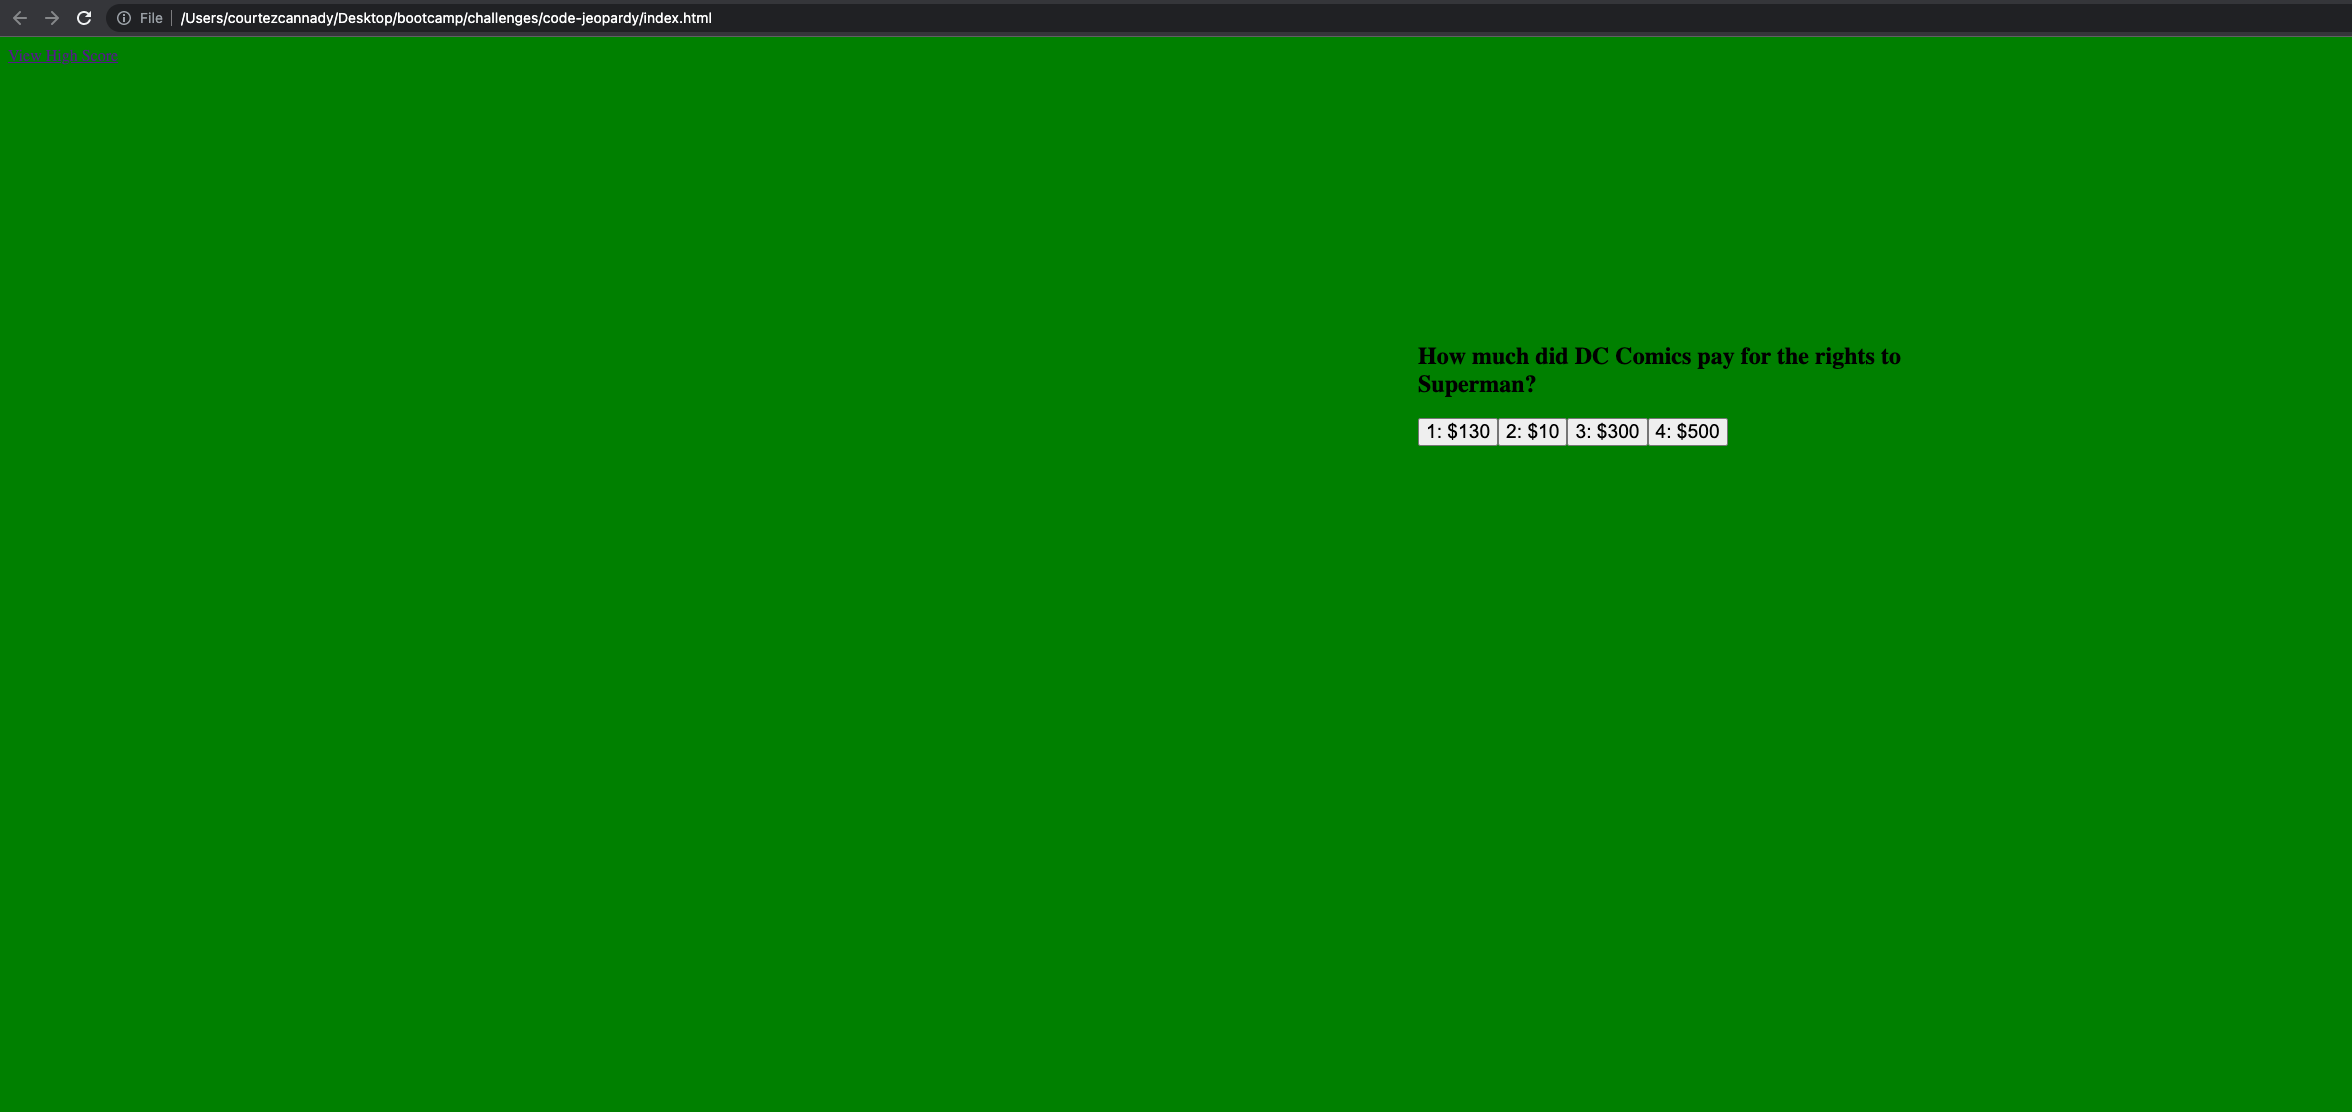 File /Users/courtezcannady/Desktop/bootcamp/challenges/code-jeopardy/index.html
View High Score
How much did DC Comics pay for the rights to
Superman?
1: $130 2: $10 3: $300 4: $500